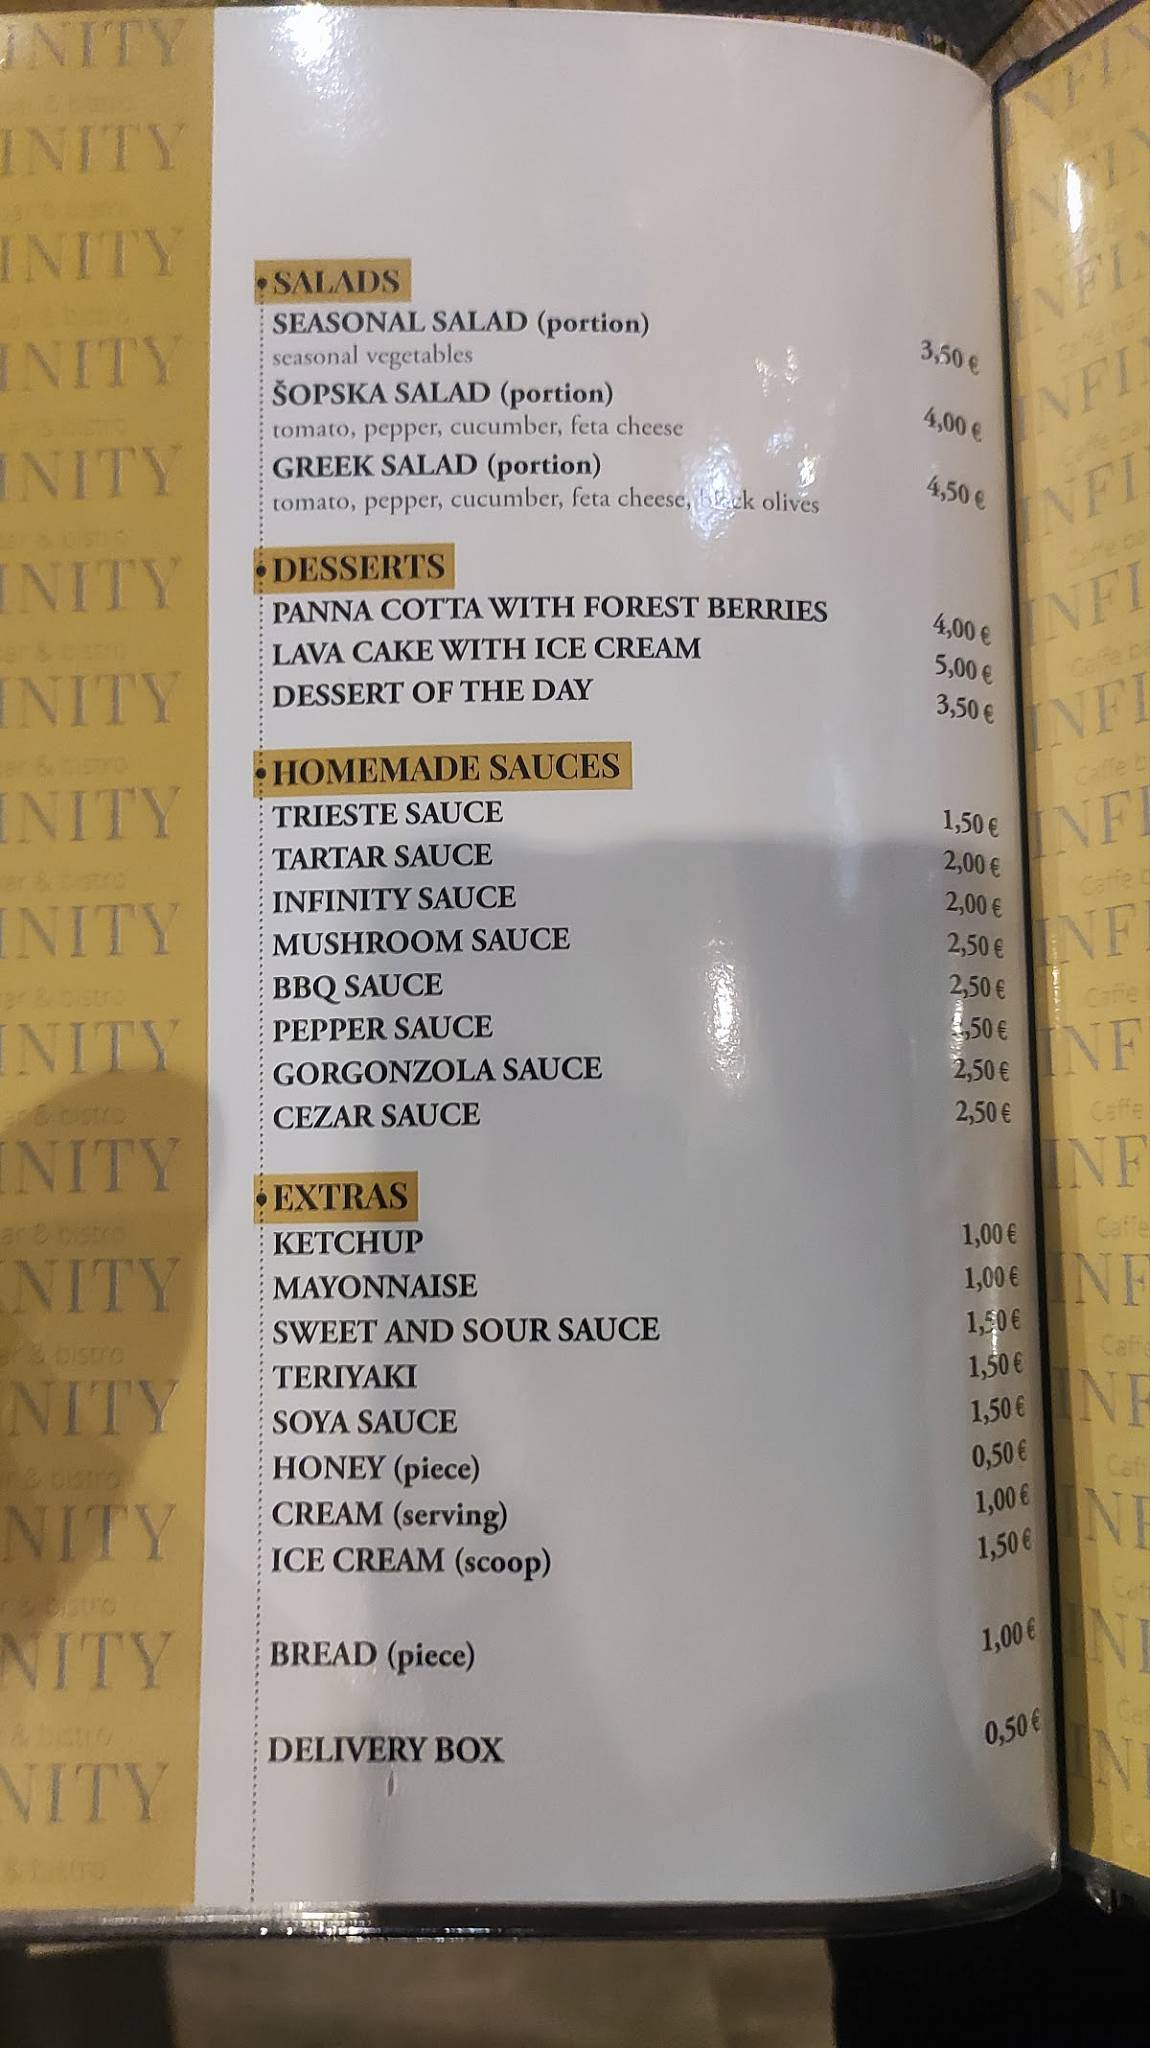 SALADS
SEASONAL SALAD (portion)
seasonal vegetables 3,50 €
ŠOPSKA SALAD (portion)
tomato, pepper, cucumber, feta cheese 4,00 €
GREEK SALAD (portion)
tomato, pepper, cucumber, feta cheese, black olives 4,50 €
DESSERTS
PANNA COTTA WITH FOREST BERRIES 4,00 €
LAVA CAKE WITH ICE CREAM 5,00 €
DESSERT OF THE DAY 3,50 €
HOMEMADE SAUCES
TRIESTE SAUCE 1,50 €
TARTAR SAUCE 2,00 €
INFINITY SAUCE 2,00 €
MUSHROOM SAUCE 2,50 €
BBQ SAUCE 2,50 €
PEPPER SAUCE
GORGONZOLA SAUCE 2,50 €
CEZAR SAUCE 2,50 €
EXTRAS
KETCHUP 1,00 €
MAYONNAISE 1,00 €
SWEET AND SOUR SAUCE 1,50 €
TERIYAKI 1,50 €
SOYA SAUCE 1,50 €
HONEY (piece) 0,50 €
CREAM (serving) 1,00 €
ICE CREAM (scoop) 1,50 €
BREAD (piece) 1,00 €
DELIVERY BOX 0,50 €